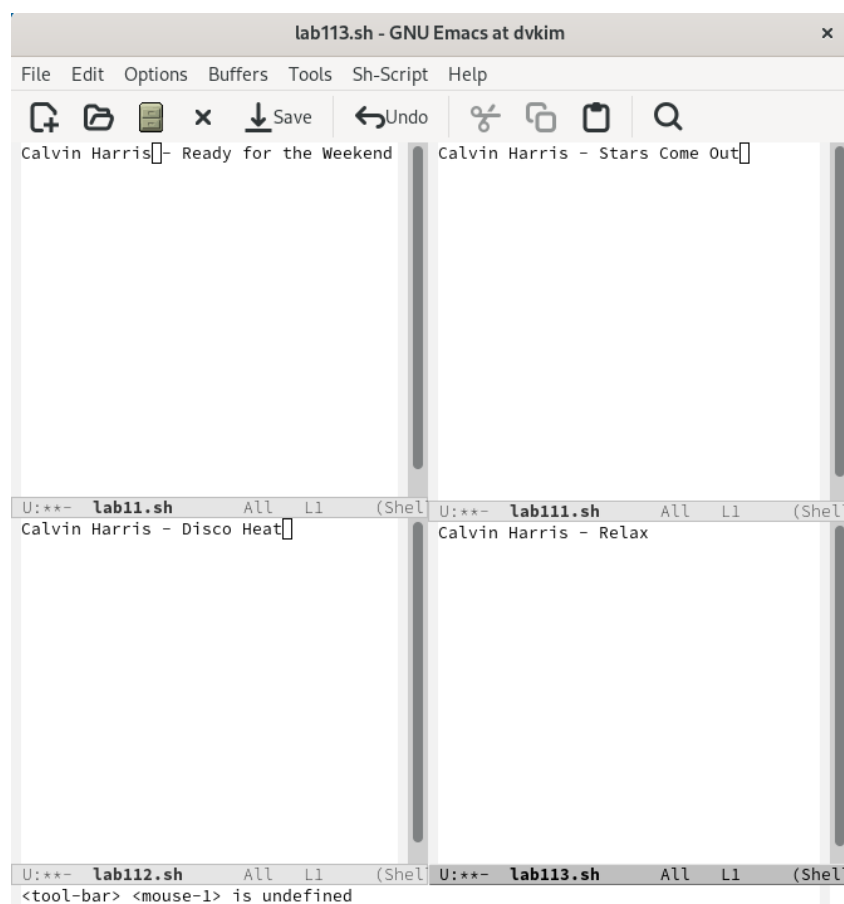 lab113.sh - GNU Emacs at dvkim
File Edit Options Buffers Tools Sh-Script Help
Save Undo
Calvin Harris - Ready for the Weekend
U:**- lab11.sh All L1 (Shel
Calvin Harris - Stars Come Out
U:**- lab111.sh All L1 (Shel
Calvin Harris - Disco Heat
U:**- lab112.sh All L1 (Shel
Calvin Harris - Relax
U:**- lab113.sh All L1 (Shel
<tool-bar> <mouse-1> is undefined